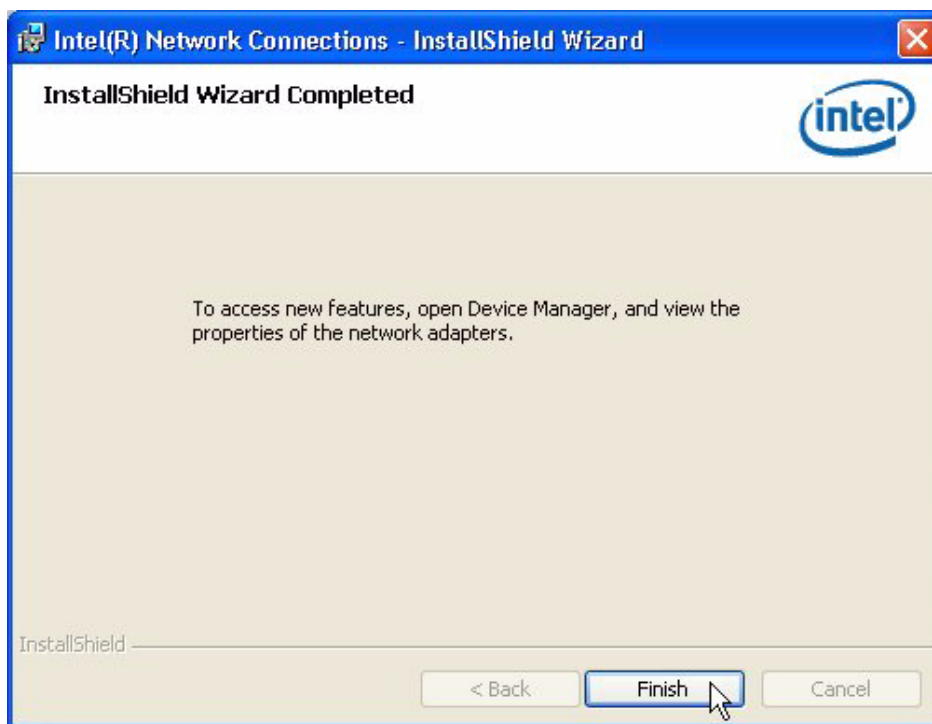 Intel(R) Network Connections - InstallShield Wizard
InstallShield Wizard Completed
intel
To access new features, open Device Manager, and view the
properties of the network adapters.
InstallShield
< Back
Finish
Cancel